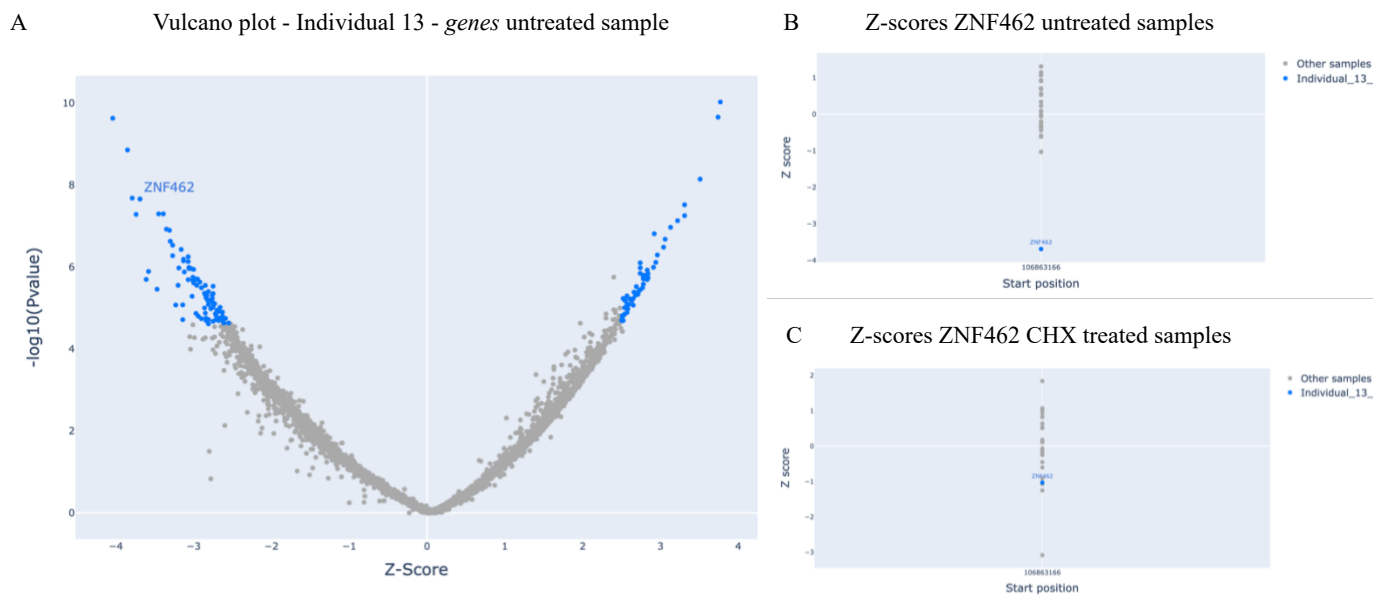 A
Vulcano plot - Individual 13 - genes untreated sample
10
8
6
4
2
0
-log10(Pvalue)
ZNF462
−4
−3
−2
−1
0
1
2
3
4
Z-Score
B
Z-scores ZNF462 untreated samples
1
0
−1
−2
−3
−4
Z score
ZNF462
106863166
Start position
Other samples
Individual_13_
C
Z-scores ZNF462 CHX treated samples
2
1
0
−1
−2
−3
Z score
ZNF462
106863166
Start position
Other samples
Individual_13_